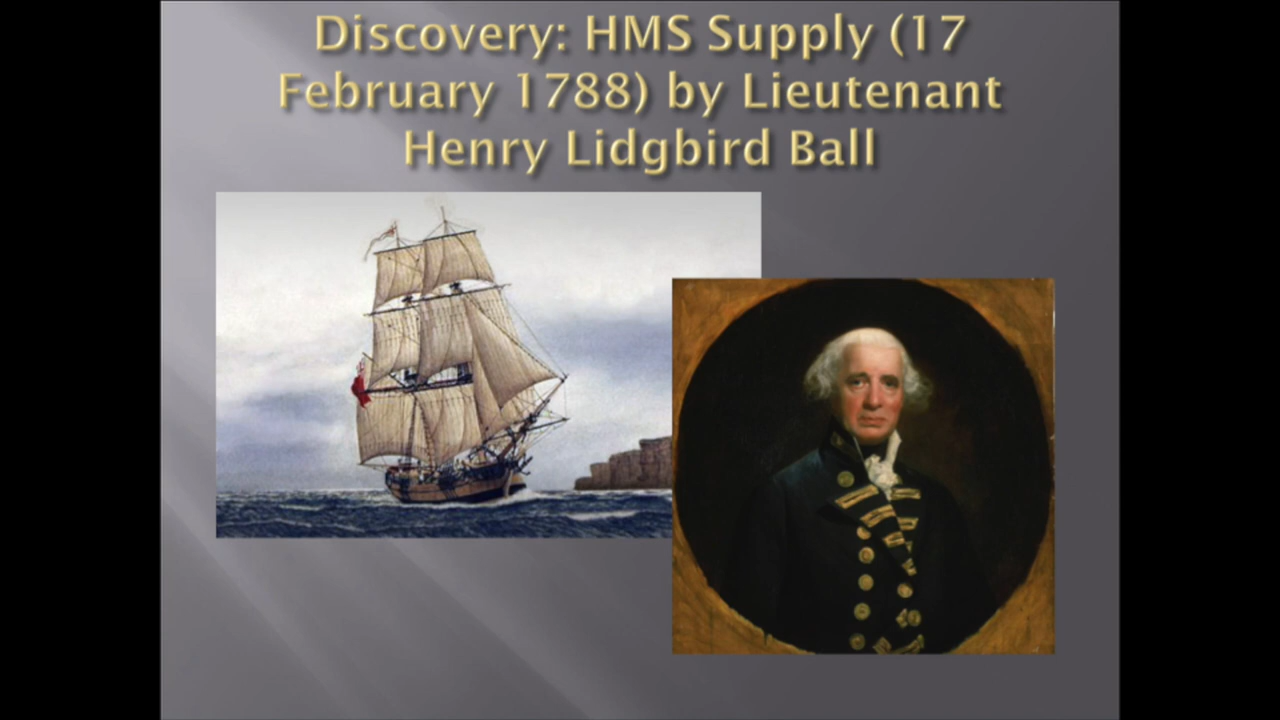 Discovery: HMS Supply (17
February 1788) by Lieutenant
Henry Lidgbird Ball